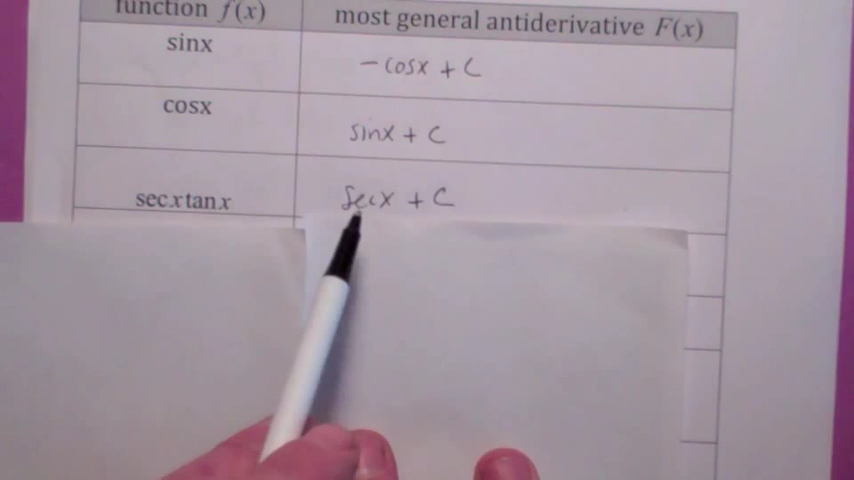 function f(x) most general antiderivative F(x)
sinx
-cosx + C
cosx
sinx + C
secxtanx secx + C